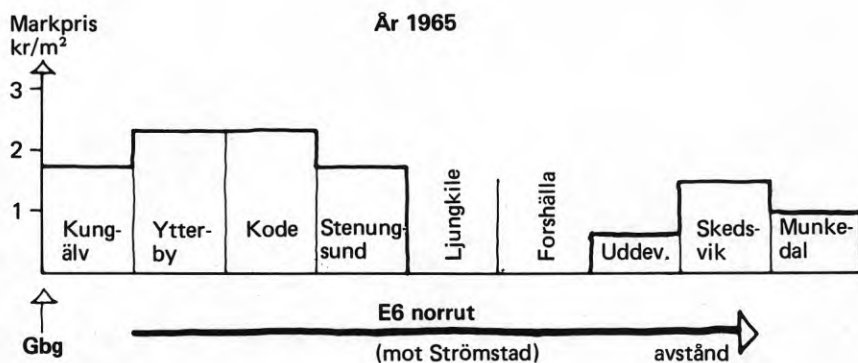 Markpris
kr/m²
År 1965
3
2
1
Kung-
älv
Ytter-
by
Kode
Stenung-
sund
Ljungkile
Forshälla
Uddev.
Skeds-
vik
Munke-
dal
Gbg
E6 norrut
(mot Strömstad)
avstånd